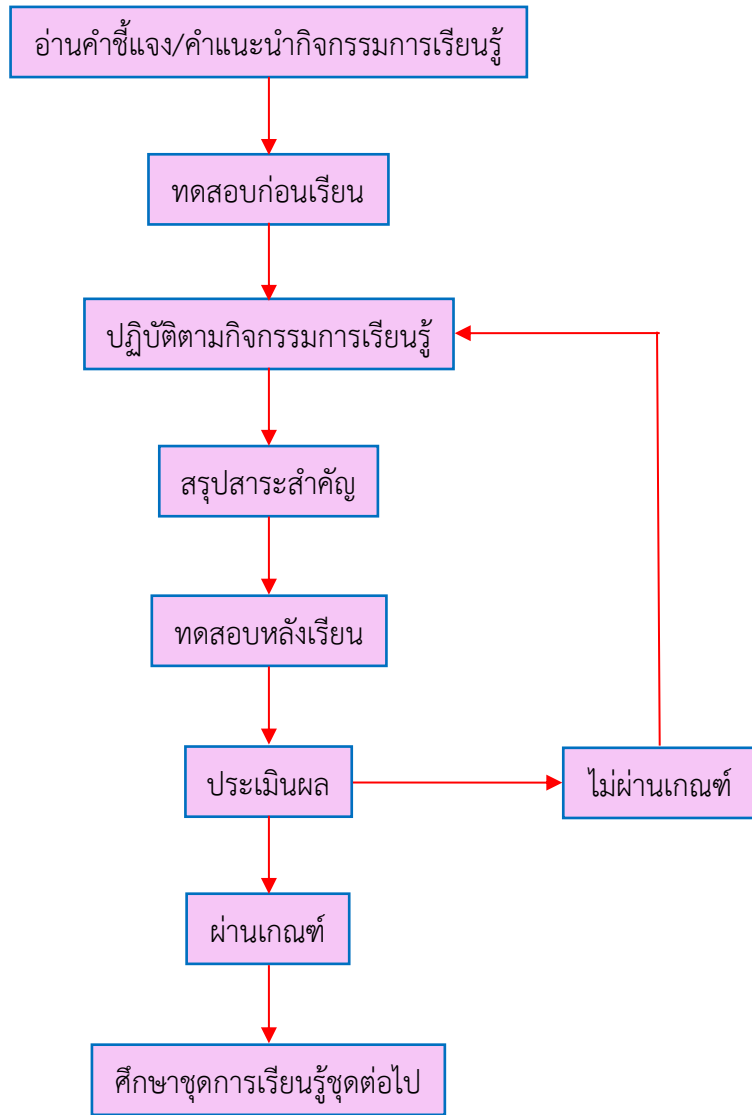 อ่านคำชี้แจง/คำแนะนำกิจกรรมการเรียนรู้
ทดสอบก่อนเรียน
ปฏิบัติตามกิจกรรมการเรียนรู้
สรุปสาระสำคัญ
ทดสอบหลังเรียน
ประเมินผล
ไม่ผ่านเกณฑ์
ผ่านเกณฑ์
ศึกษาชุดการเรียนรู้ชุดต่อไป